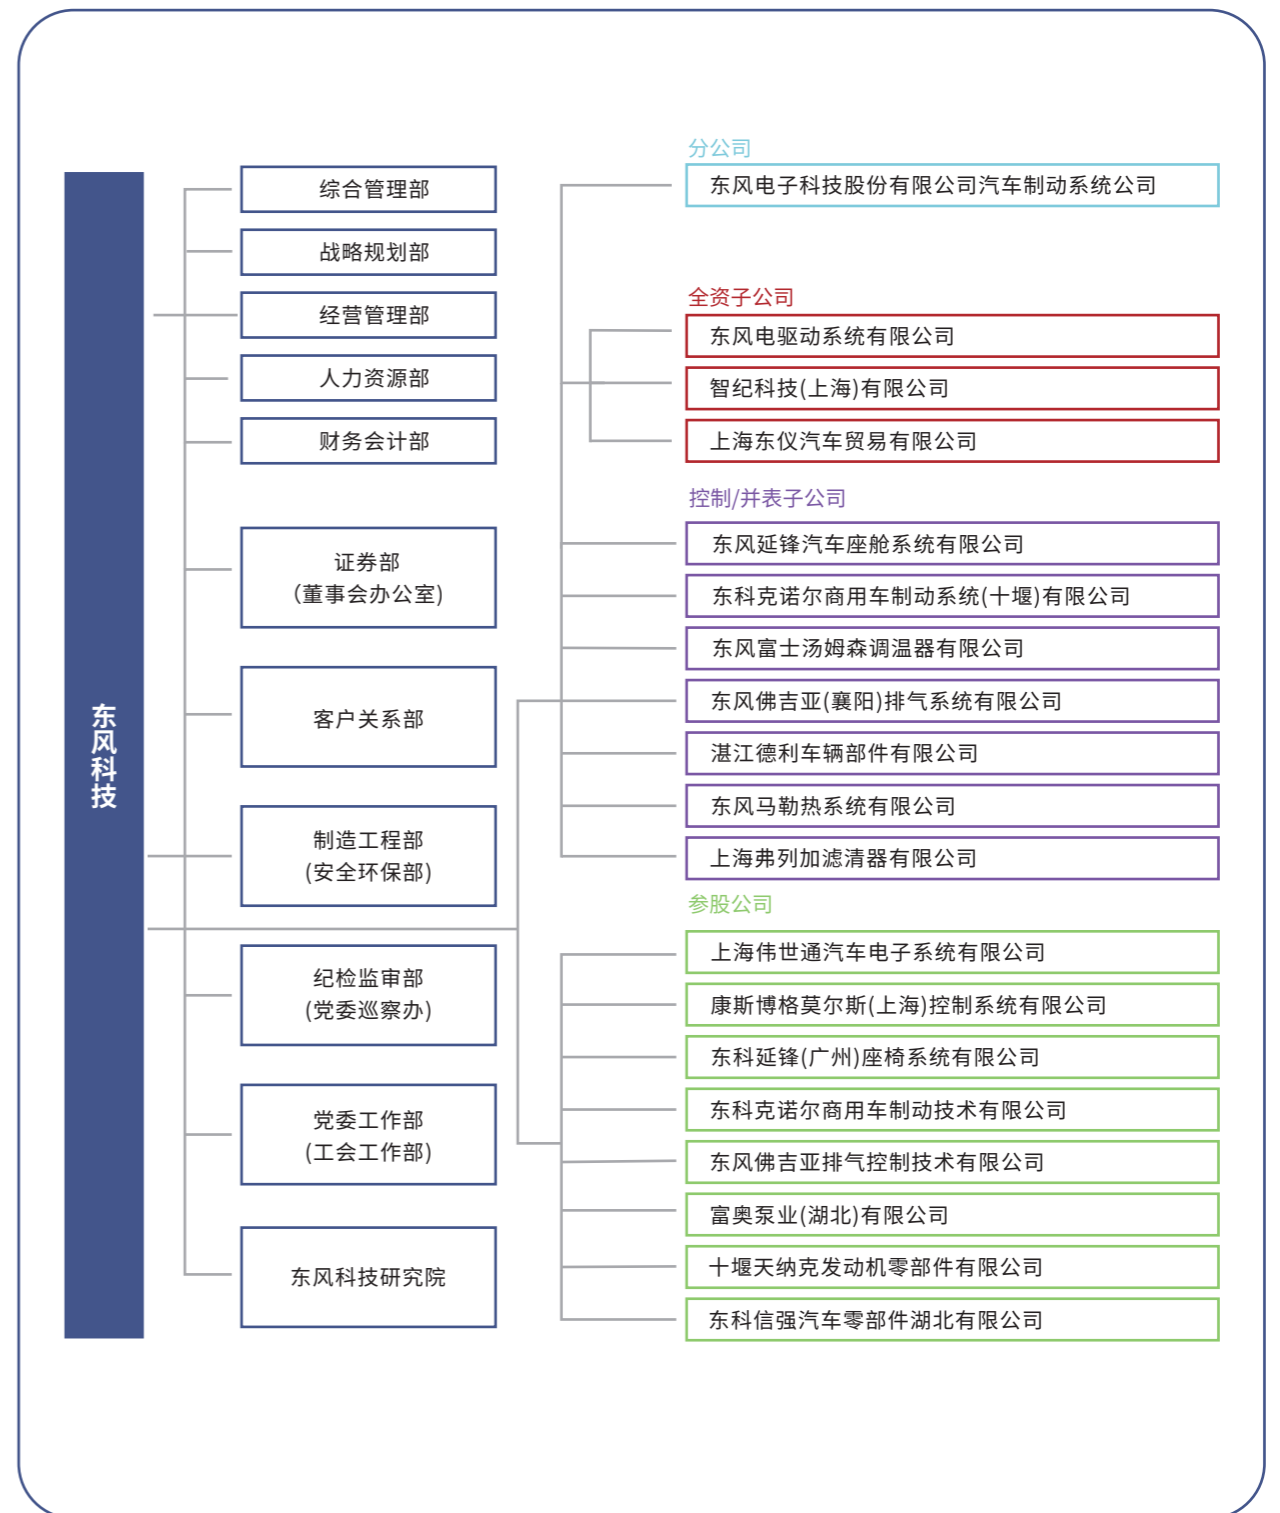 东风科技
综合管理部
战略规划部
经营管理部
人力资源部
财务会计部
证券部
(董事会办公室)
客户关系部
制造工程部
(安全环保部)
纪检监审部
(党委巡察办)
党委工作部
(工会工作部)
东风科技研究院
分公司
东风电子科技股份有限公司汽车制动系统公司
全资子公司
东风电驱动系统有限公司
智纪科技(上海)有限公司
上海东仪汽车贸易有限公司
控制/并表子公司
东风延锋汽车座舱系统有限公司
东科克诺尔商用车制动系统(十堰)有限公司
东风富士汤姆森调温器有限公司
东风佛吉亚(襄阳)排气系统有限公司
湛江德利车辆部件有限公司
东风马勒热系统有限公司
上海弗列加滤清器有限公司
参股公司
上海伟世通汽车电子系统有限公司
康斯博格莫尔斯(上海)控制系统有限公司
东科延锋(广州)座椅系统有限公司
东科克诺尔商用车制动技术有限公司
东风佛吉亚排气控制技术有限公司
富奥泵业(湖北)有限公司
十堰天纳克发动机零部件有限公司
东科信强汽车零部件湖北有限公司